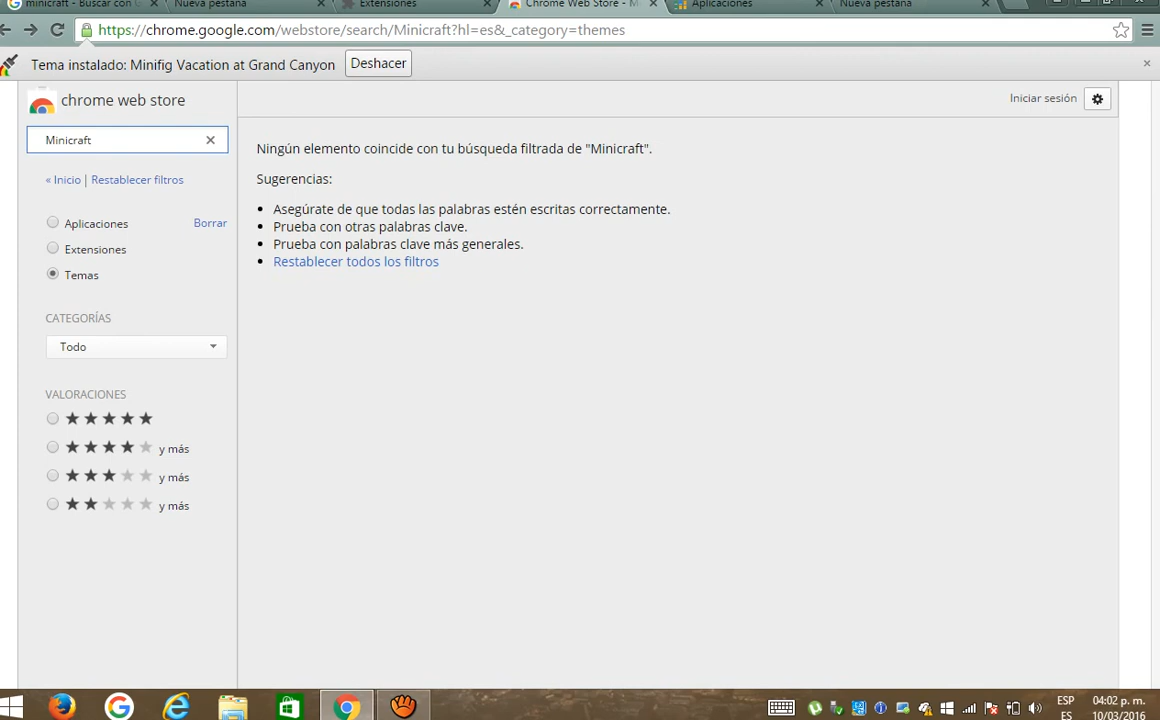 minicraft - Buscar con G
Nueva pestaña
Extensiones
Chrome Web Store - Mi
Aplicaciones
Nueva pestaña
https://chrome.google.com/webstore/search/Minicraft?hl=es&_category=themes
Tema instalado: Minifig Vacation at Grand Canyon
Deshacer
chrome web store
Iniciar sesión
Minicraft
Ningún elemento coincide con tu búsqueda filtrada de "Minicraft".
« Inicio | Restablecer filtros
Sugerencias:
Asegúrate de que todas las palabras estén escritas correctamente.
Prueba con otras palabras clave.
Prueba con palabras clave más generales.
Restablecer todos los filtros
Aplicaciones
Borrar
Extensiones
Temas
CATEGORÍAS
Todo
VALORACIONES
y más
y más
y más
ESP
ES
04:02 p. m.
10/03/2016